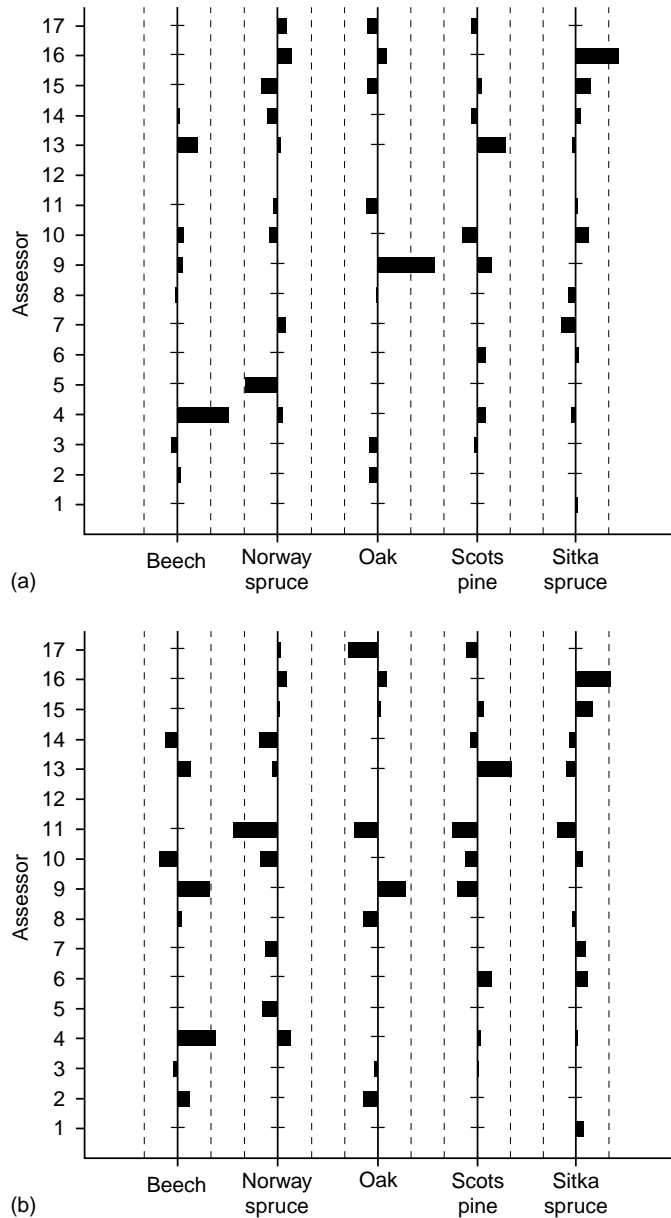 17
16
15
14
13
12
11
10
9
8
7
6
5
4
3
2
1
Assessor
Beech
Norway
spruce
Oak
Scots
pine
Sitka
spruce
(a)
17
16
15
14
13
12
11
10
9
8
7
6
5
4
3
2
1
Assessor
Beech
Norway
spruce
Oak
Scots
pine
Sitka
spruce
(b)